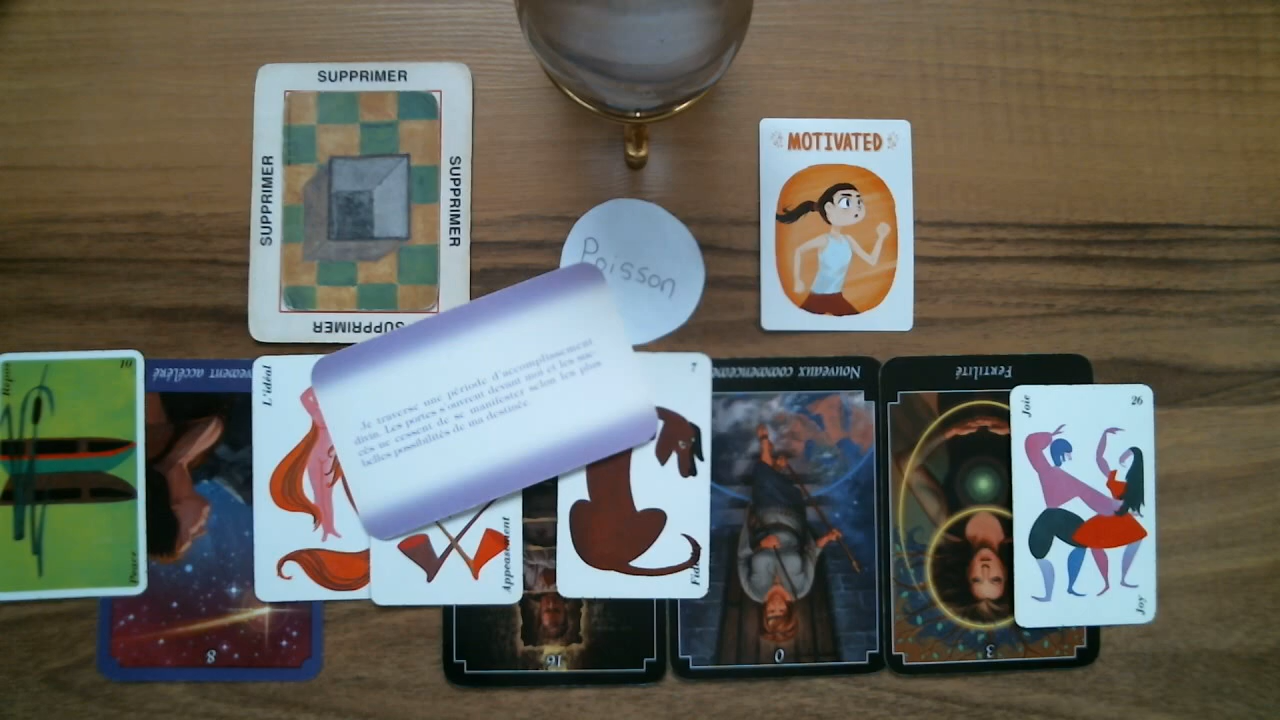 SUPPRIMER
SUPPRIMER
SUPPRIMER
SUPPRIMER
MOTIVATED
Poisson
Je traverse une période d'accomplissement
divin. Les portes s'ouvrent devant moi et les suc-
cès ne cessent de se manifester selon les plus
belles possibilités de ma destinée.
Repos
10
Peace
accéléré
8
L'idéal
Appeasement
16
7
Nouveaux
0
Fertilité
3
Joie
26
Joy